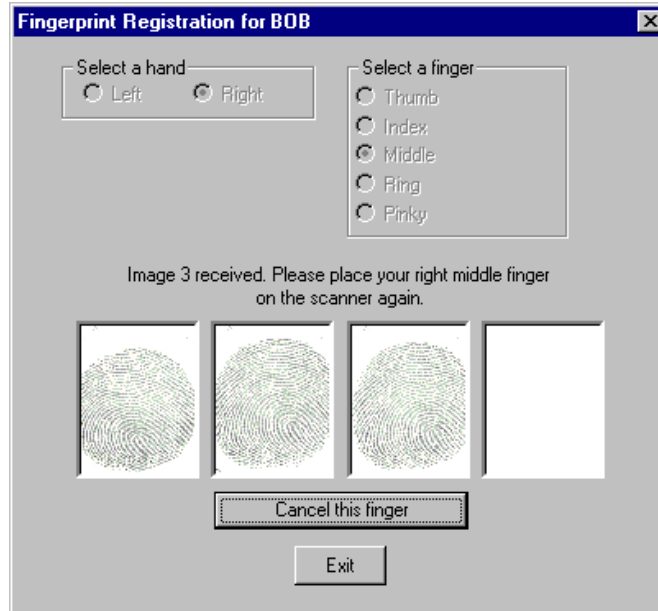 Fingerprint Registration for BOB
Select a hand
Left Right
Select a finger
Thumb
Index
Middle
Ring
Pinky
Image 3 received. Please place your right middle finger
on the scanner again.
Cancel this finger
Exit